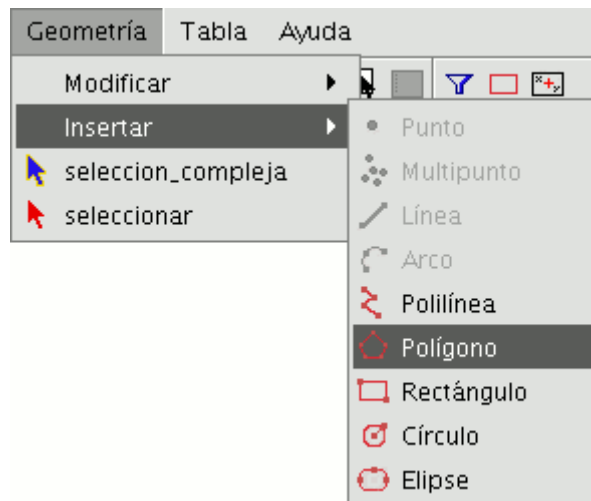 Geometría Tabla Ayuda
Modificar
Insertar
seleccion_compleja
seleccionar
Punto
Multipunto
Línea
Arco
Polilínea
Polígono
Rectángulo
Círculo
Elipse